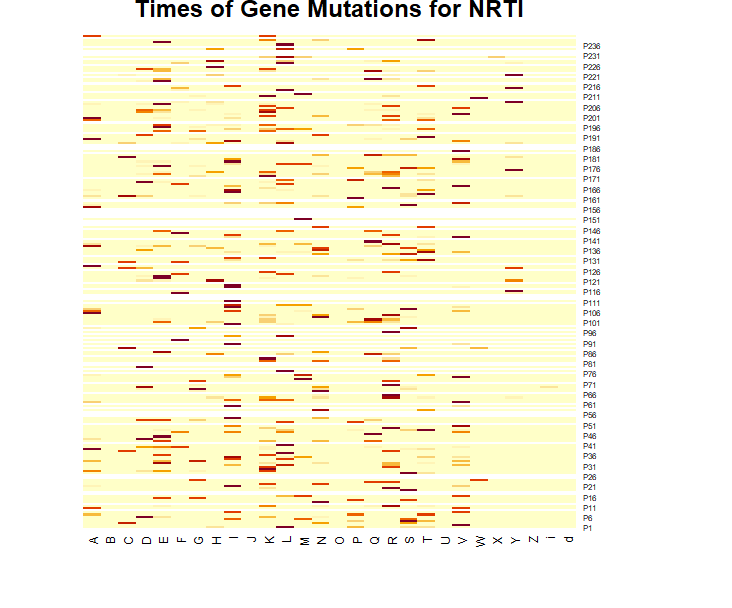 Times of Gene Mutations for NRTI
P236
P231
P226
P221
P216
P211
P206
P201
P196
P191
P186
P181
P176
P171
P166
P161
P156
P151
P146
P141
P136
P131
P126
P121
P116
P111
P106
P101
P96
P91
P86
P81
P76
P71
P66
P61
P56
P51
P46
P41
P36
P31
P26
P21
P16
P11
P6
P1
A B C D E F G H I J K L M N O P Q R S T U V W X Y Z i d